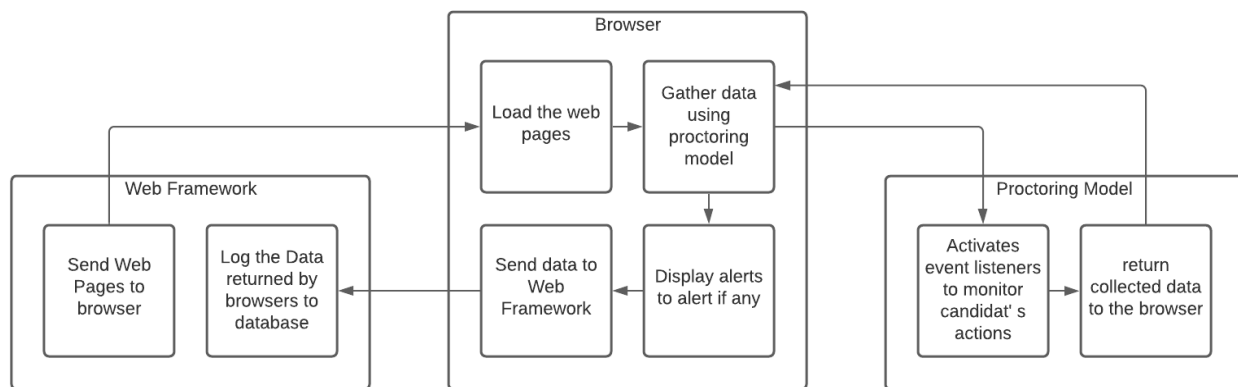 Browser
Load the web
pages
Gather data
using
proctoring
model
Web Framework
Send Web
Pages to
browser
Log the Data
returned by
browsers to
database
Send data to
Web
Framework
Display alerts
to alert if any
Proctoring Model
Activates
event listeners
to monitor
candidat' s
actions
return
collected data
to the browser